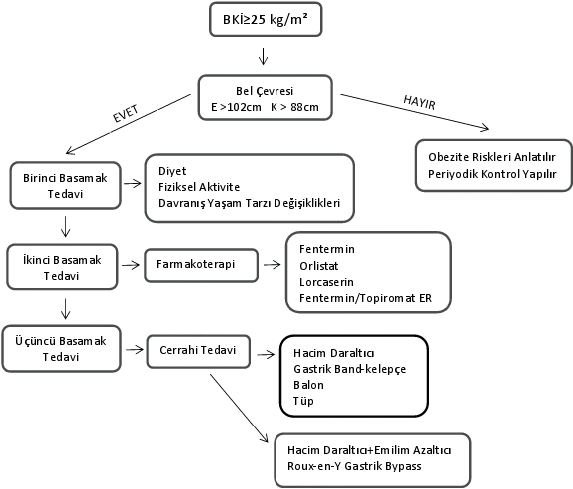 BKİ≥25 kg/m²
Bel Çevresi
E >102cm K > 88cm
EVET
HAYIR
Obezite Riskleri Anlatılır
Periyodik Kontrol Yapılır
Birinci Basamak
Tedavi
Diyet
Fiziksel Aktivite
Davranış Yaşam Tarzı Değişiklikleri
İkinci Basamak
Tedavi
Farmakoterapi
Fentermin
Orlistat
Lorcaserin
Fentermin/Topiromat ER
Üçüncü Basamak
Tedavi
Cerrahi Tedavi
Hacim Daraltıcı
Gastrik Band-kelepçe
Balon
Tüp
Hacim Daraltıcı+Emilim Azaltıcı
Roux-en-Y Gastrik Bypass